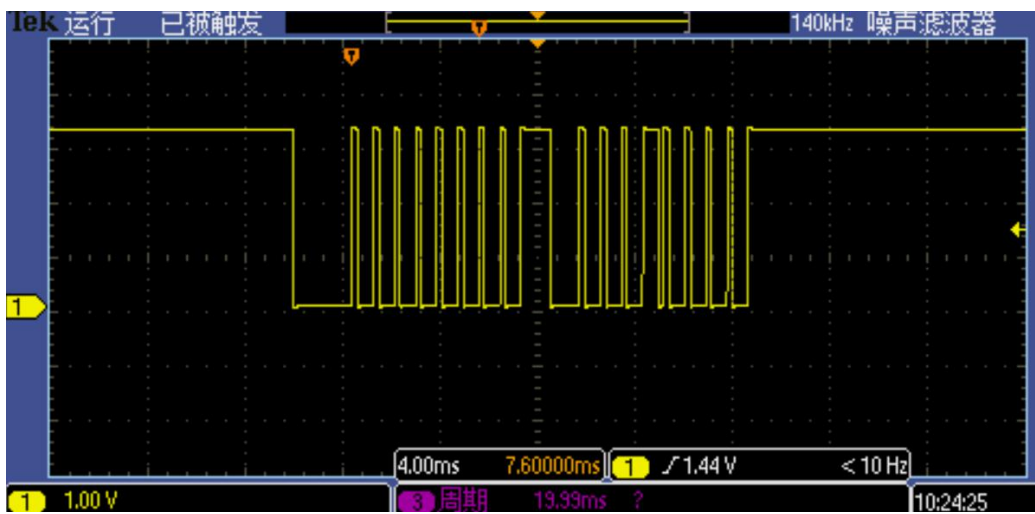 Tek 运行 已被触发 140kHz 噪声滤波器
T
T
1
4.00ms 7.60000ms 1 1.44 V < 10 Hz
1 1.00 V 3 周期 19.99ms ? 10:24:25